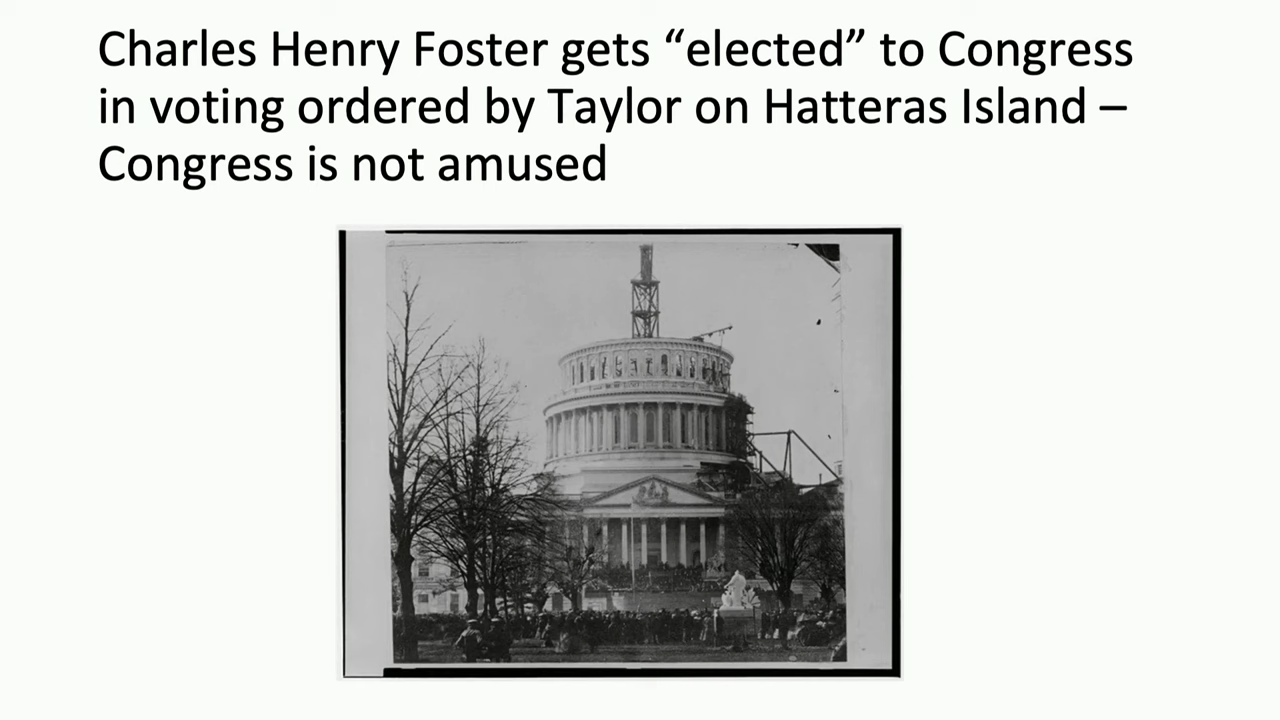 Charles Henry Foster gets “elected” to Congress
in voting ordered by Taylor on Hatteras Island –
Congress is not amused